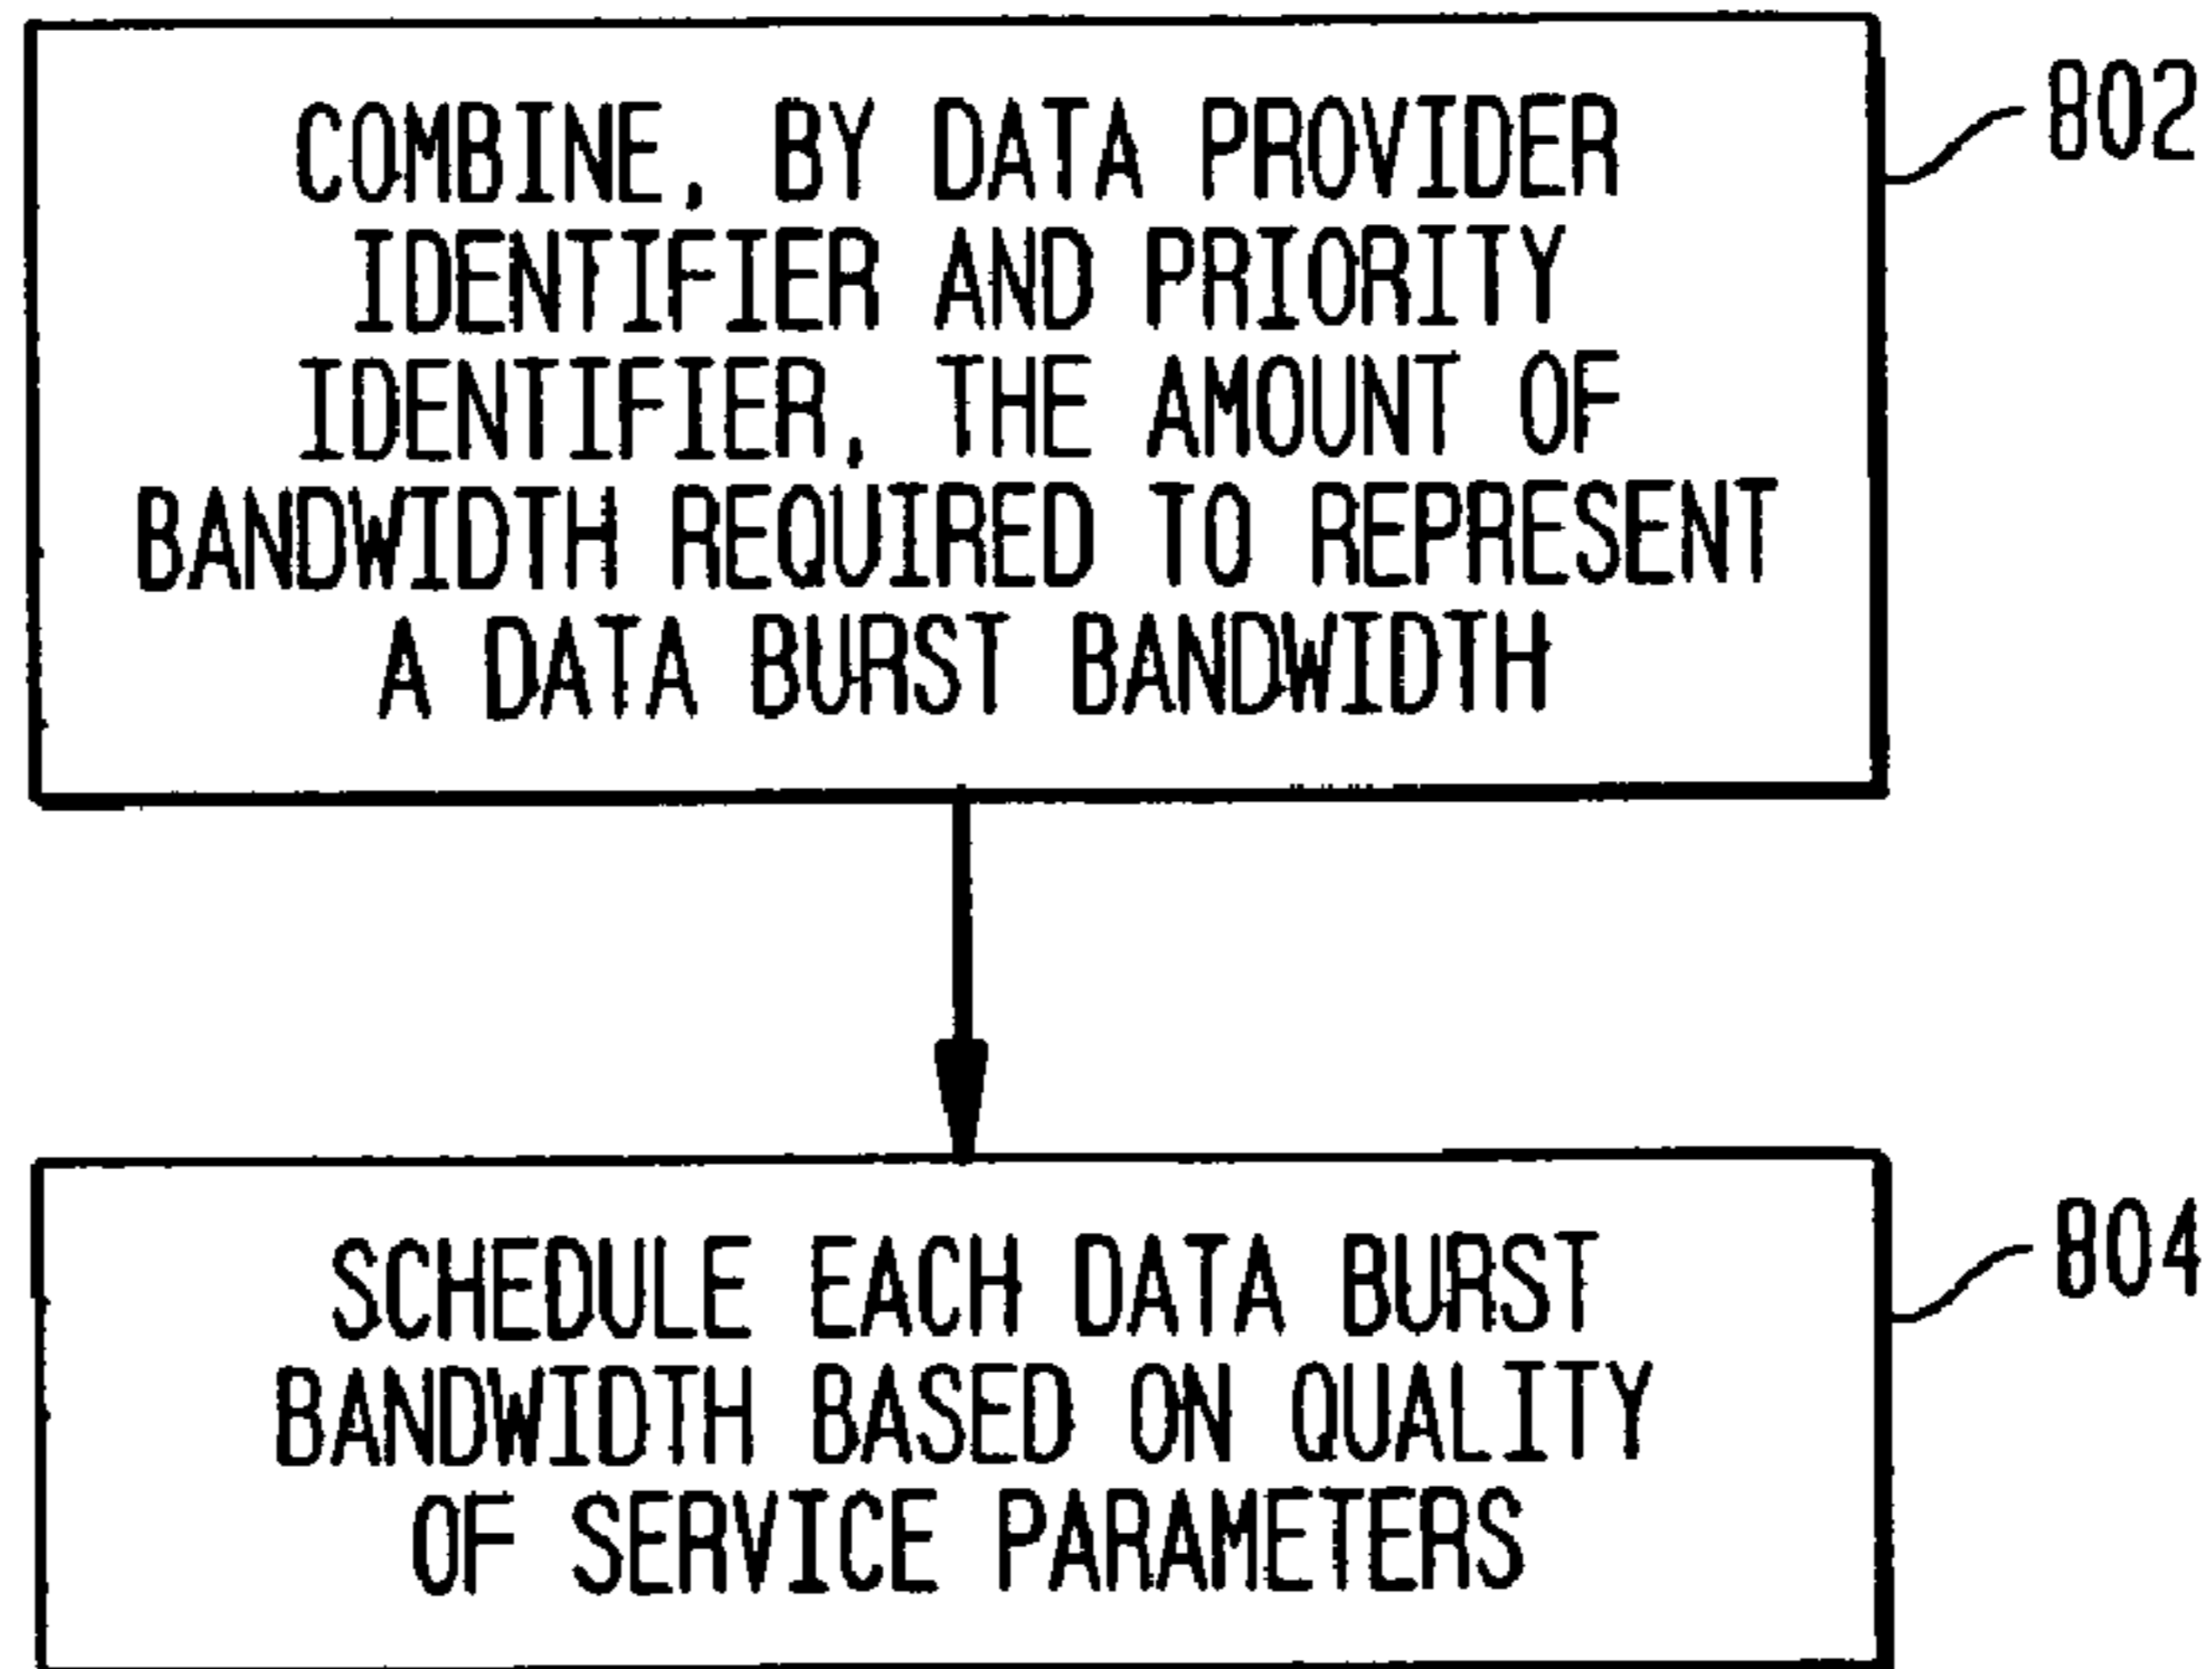 COMBINE, BY DATA PROVIDER
IDENTIFIER AND PRIORITY
IDENTIFIER, THE AMOUNT OF
BANDWIDTH REQUIRED TO REPRESENT
A DATA BURST BANDWIDTH
802
SCHEDULE EACH DATA BURST
BANDWIDTH BASED ON QUALITY
OF SERVICE PARAMETERS
804